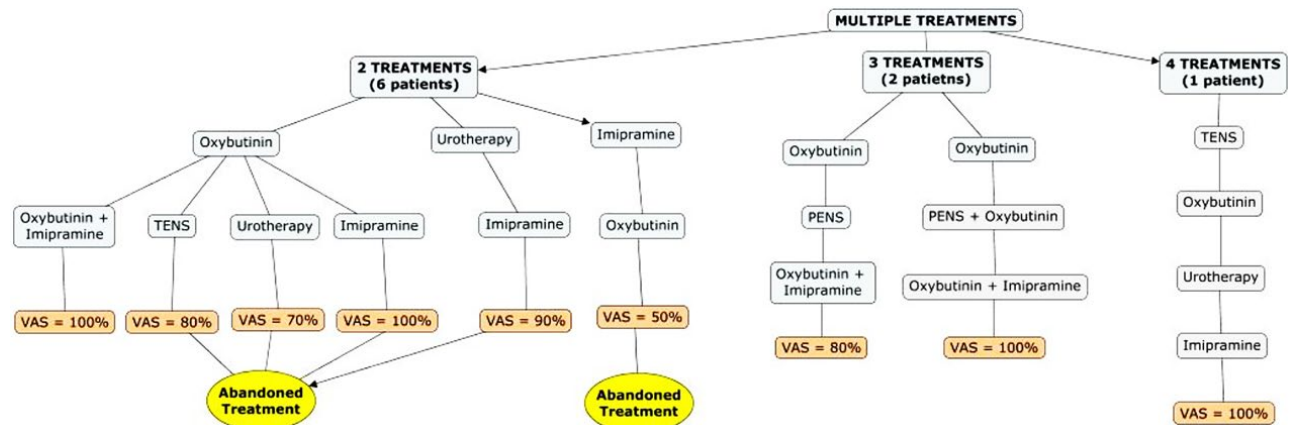 MULTIPLE TREATMENTS
2 TREATMENTS
(6 patients)
3 TREATMENTS
(2 patietns)
4 TREATMENTS
(1 patient)
Oxybutinin
Urotherapy
Imipramine
Oxybutinin
Oxybutinin
TENS
Oxybutinin +
Imipramine
TENS
Urotherapy
Imipramine
Imipramine
Oxybutinin
PENS
PENS + Oxybutinin
Oxybutinin
Oxybutinin +
Imipramine
Oxybutinin + Imipramine
Urotherapy
VAS = 100%
VAS = 80%
VAS = 70%
VAS = 100%
VAS = 90%
VAS = 50%
VAS = 80%
VAS = 100%
Imipramine
Abandoned
Treatment
Abandoned
Treatment
VAS = 100%